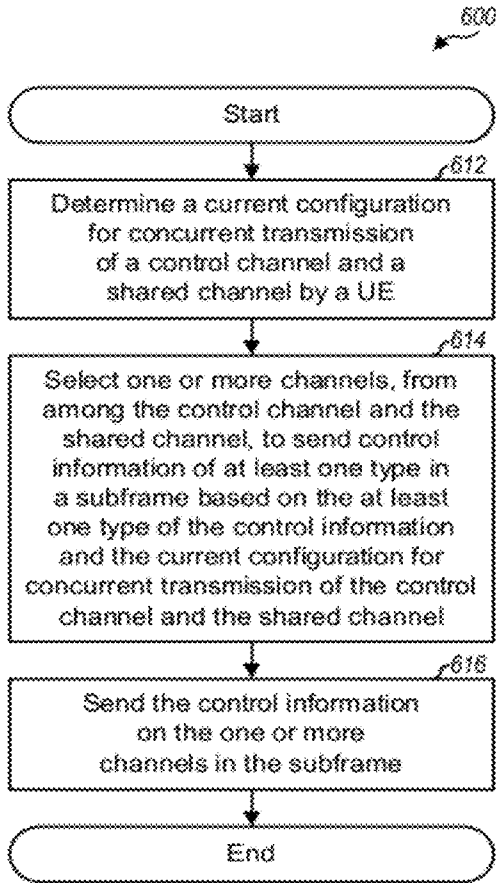 600
Start
612
Determine a current configuration
for concurrent transmission
of a control channel and a
shared channel by a UE
614
Select one or more channels, from
among the control channel and the
shared channel, to send control
information of at least one type in
a subframe based on the at least
one type of the control information
and the current configuration for
concurrent transmission of the control
channel and the shared channel
616
Send the control information
on the one or more
channels in the subframe
End